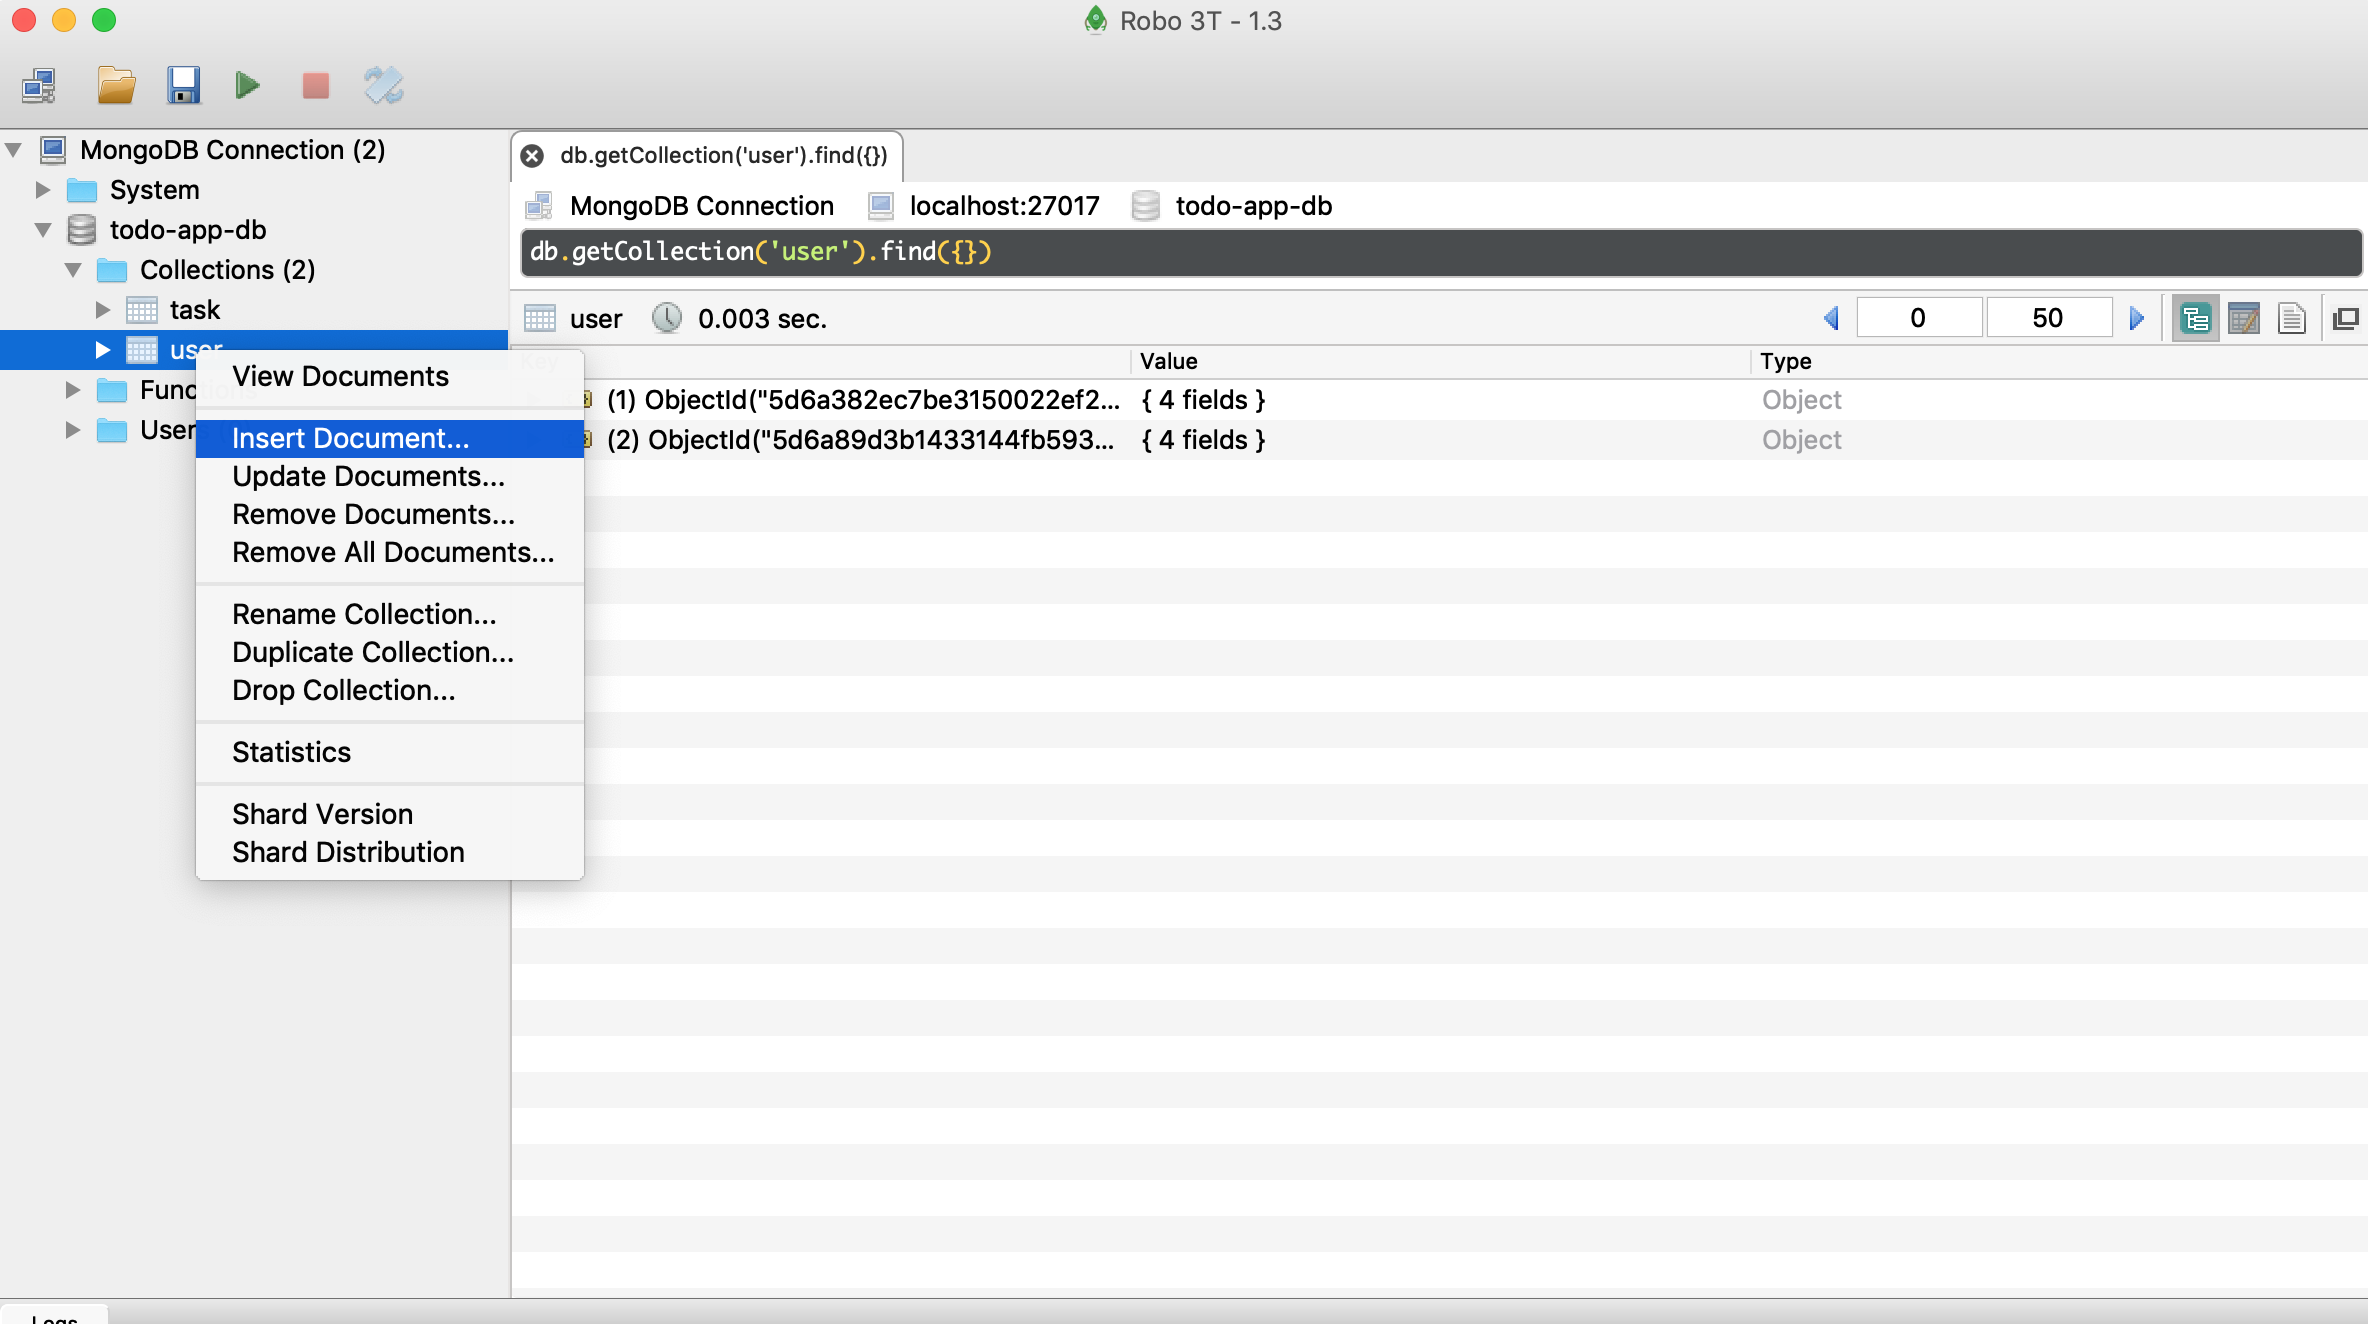 Robo 3T - 1.3
MongoDB Connection (2)
System
todo-app-db
Collections (2)
task
user
Functions
Users
View Documents
Insert Document...
Update Documents...
Remove Documents...
Remove All Documents...
Rename Collection...
Duplicate Collection...
Drop Collection...
Statistics
Shard Version
Shard Distribution
db.getCollection('user').find({})
MongoDB Connection localhost:27017 todo-app-db
db.getCollection('user').find({})
user 0.003 sec. 0 50
Key Value Type
(1) ObjectId("5d6a382ec7be3150022ef2... { 4 fields } Object
(2) ObjectId("5d6a89d3b1433144fb593... { 4 fields } Object
Logs